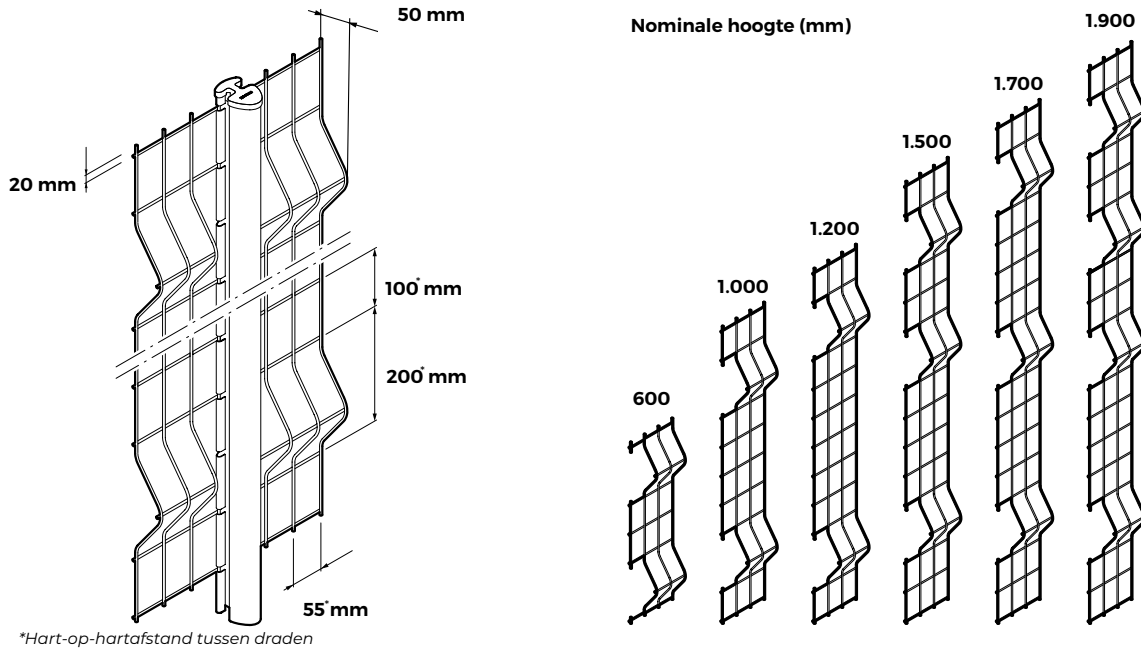 50 mm
20 mm
100* mm
200* mm
55* mm
*Hart-op-hartafstand tussen draden
Nominale hoogte (mm)
600
1.000
1.200
1.500
1.700
1.900